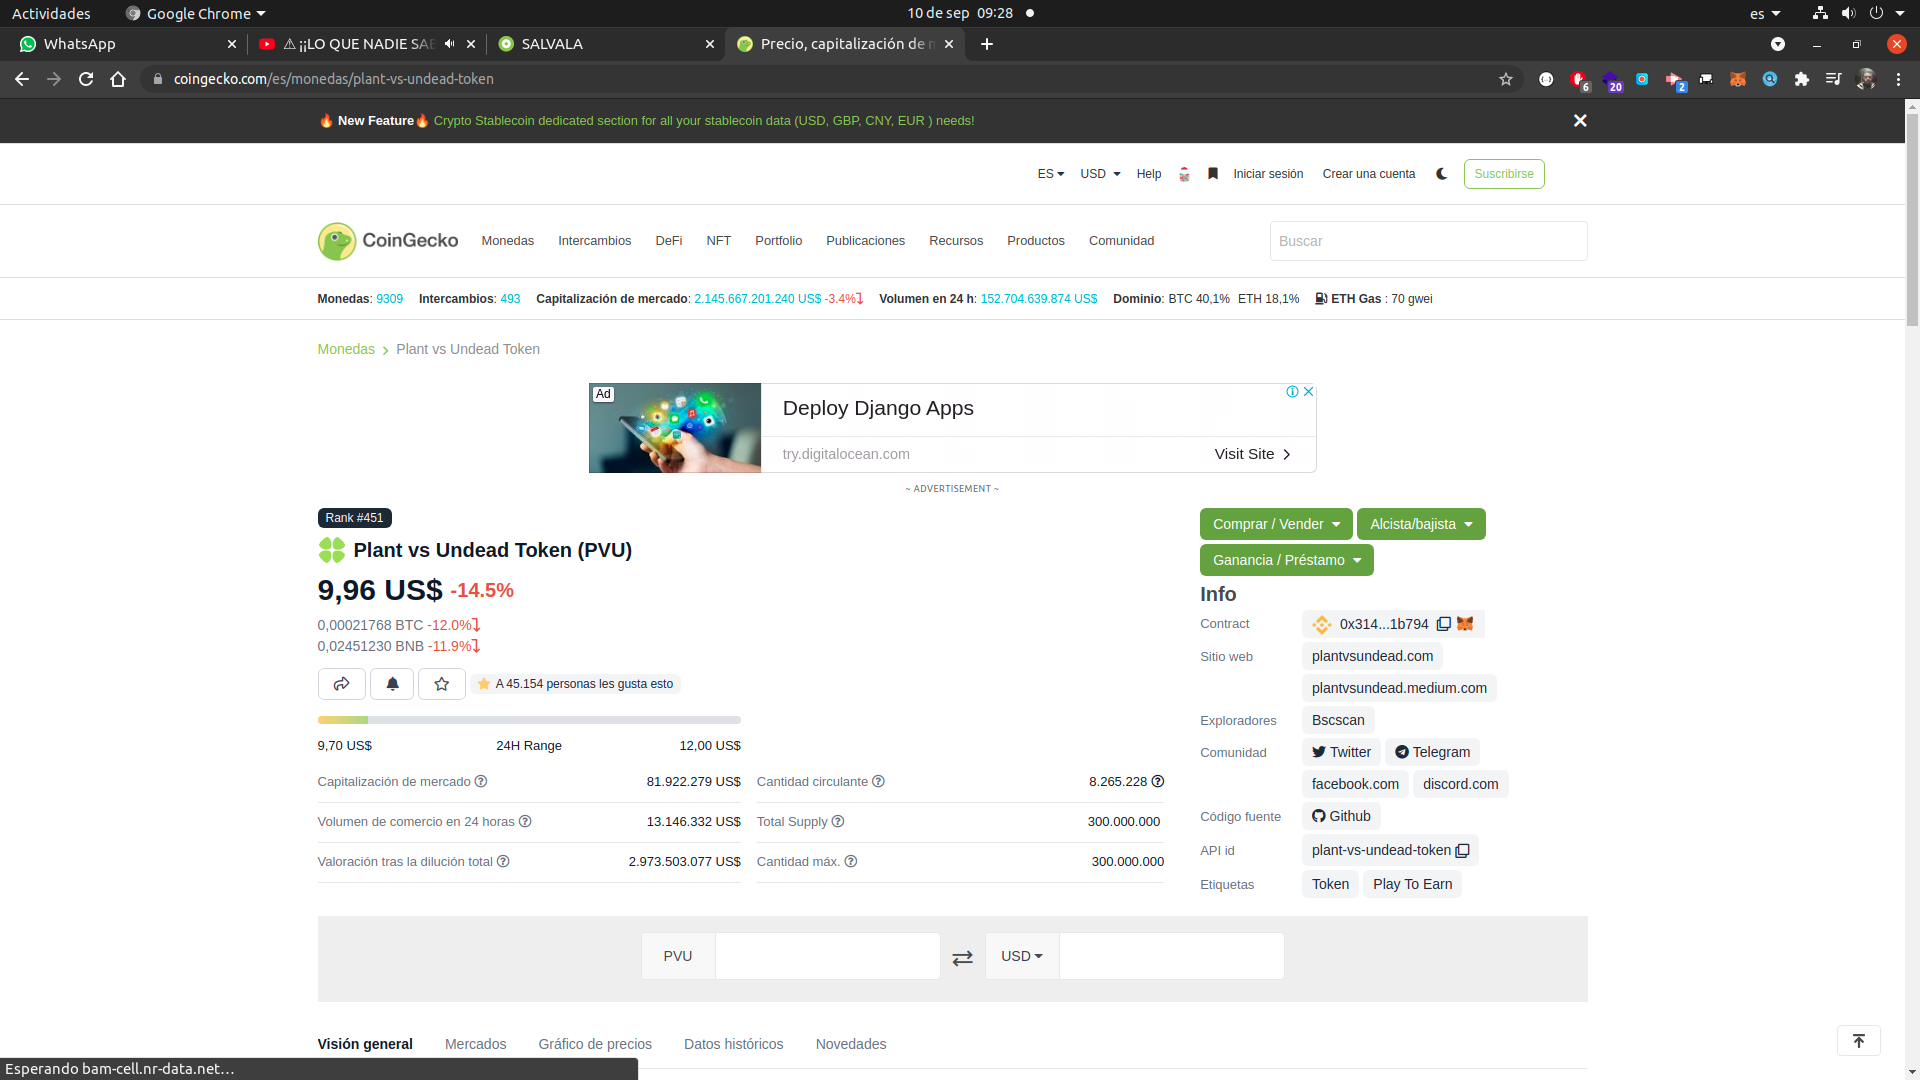 Actividades Google Chrome 10 de sep 09:28 es
WhatsApp ⚠¡¡LO QUE NADIE SAB SALVALA Precio, capitalización de m
coingecko.com/es/monedas/plant-vs-undead-token 6 20 2
🔥 New Feature🔥 Crypto Stablecoin dedicated section for all your stablecoin data (USD, GBP, CNY, EUR ) needs!
ES USD Help Iniciar sesión Crear una cuenta Suscribirse
CoinGecko Monedas Intercambios DeFi NFT Portfolio Publicaciones Recursos Productos Comunidad Buscar
Monedas: 9309 Intercambios: 493 Capitalización de mercado: 2.145.667.201.240 US$ -3.4% Volumen en 24 h: 152.704.639.874 US$ Dominio: BTC 40,1% ETH 18,1% ETH Gas : 70 gwei
Monedas > Plant vs Undead Token
Ad
Deploy Django Apps
try.digitalocean.com Visit Site >
~ ADVERTISEMENT ~
Rank #451
Plant vs Undead Token (PVU)
9,96 US$ -14.5%
0,00021768 BTC -12.0%
0,02451230 BNB -11.9%
A 45.154 personas les gusta esto
9,70 US$ 24H Range 12,00 US$
Capitalización de mercado 81.922.279 US$
Volumen de comercio en 24 horas 13.146.332 US$
Valoración tras la dilución total 2.973.503.077 US$
Cantidad circulante 8.265.228
Total Supply 300.000.000
Cantidad máx. 300.000.000
Comprar / Vender Alcista/bajista
Ganancia / Préstamo
Info
Contract 0x314...1b794
Sitio web plantvsundead.com
plantvsundead.medium.com
Exploradores Bscscan
Comunidad Twitter Telegram
facebook.com discord.com
Código fuente Github
API id plant-vs-undead-token
Etiquetas Token Play To Earn
PVU USD
Visión general Mercados Gráfico de precios Datos históricos Novedades
Esperando bam-cell.nr-data.net…